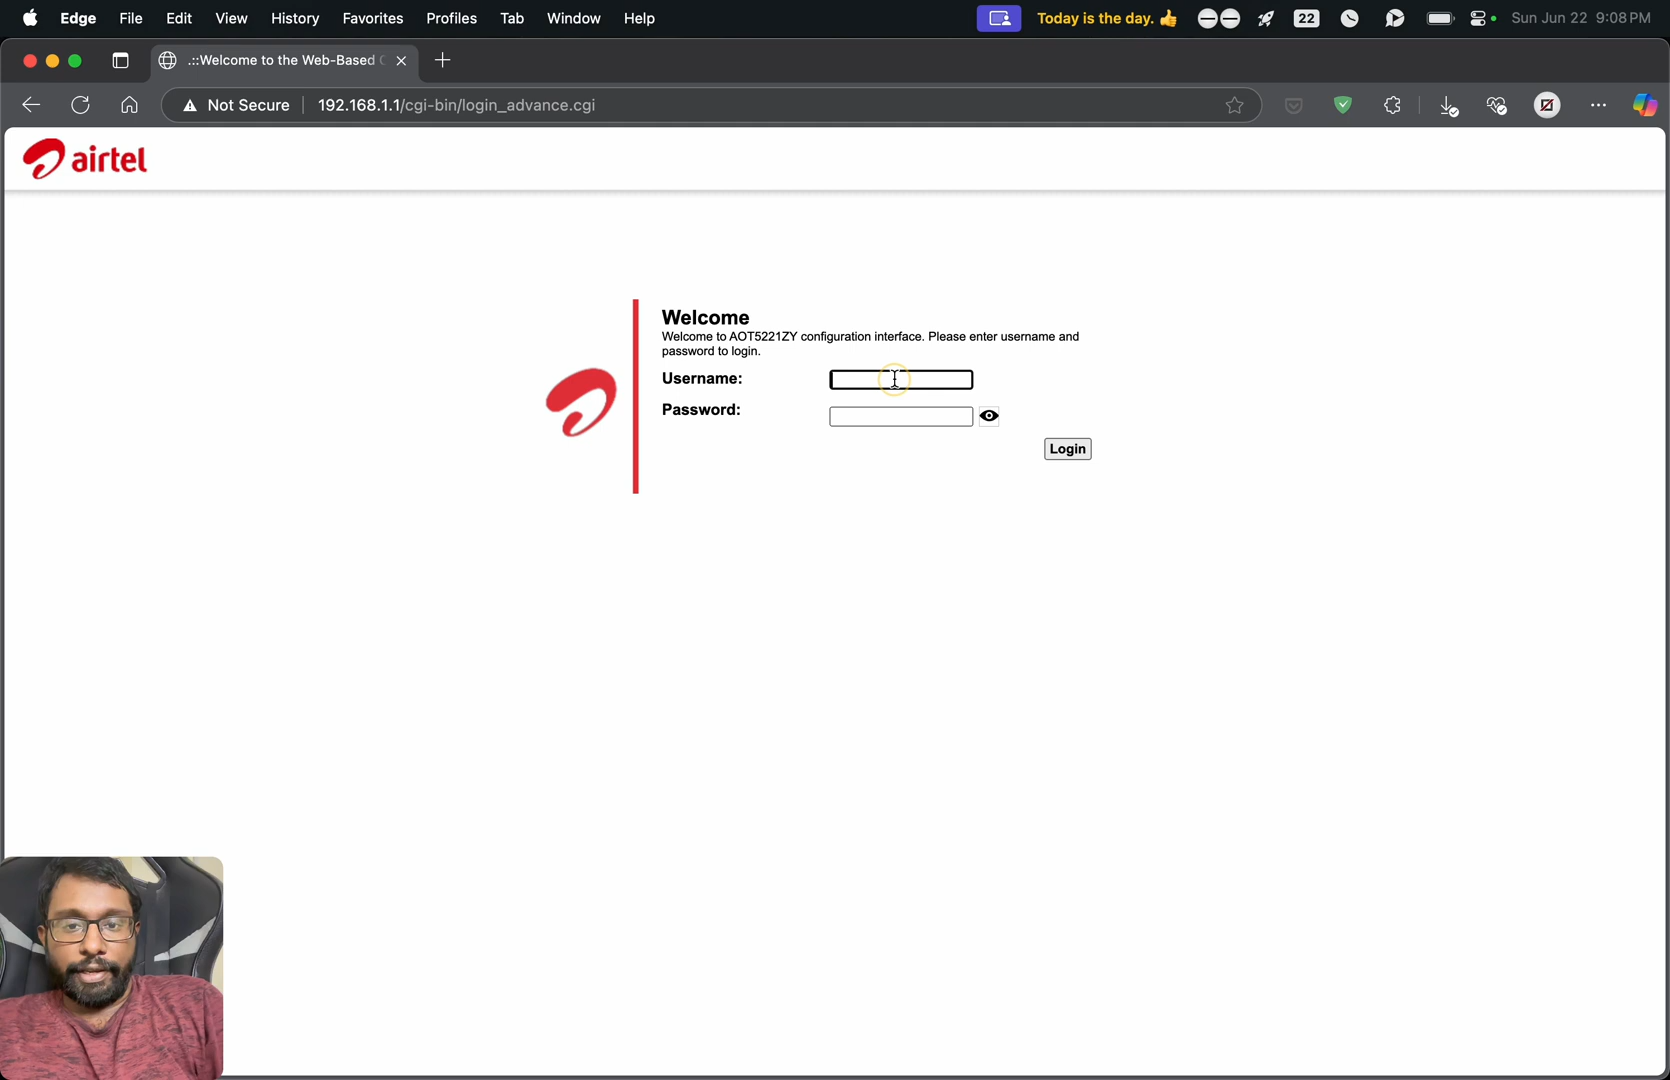 Edge File Edit View History Favorites Profiles Tab Window Help Today is the day. 👍 22 Sun Jun 22 9:08 PM
.::Welcome to the Web-Based
Not Secure 192.168.1.1/cgi-bin/login_advance.cgi
airtel
Welcome
Welcome to AOT5221ZY configuration interface. Please enter username and
password to login.
Username:
Password:
Login